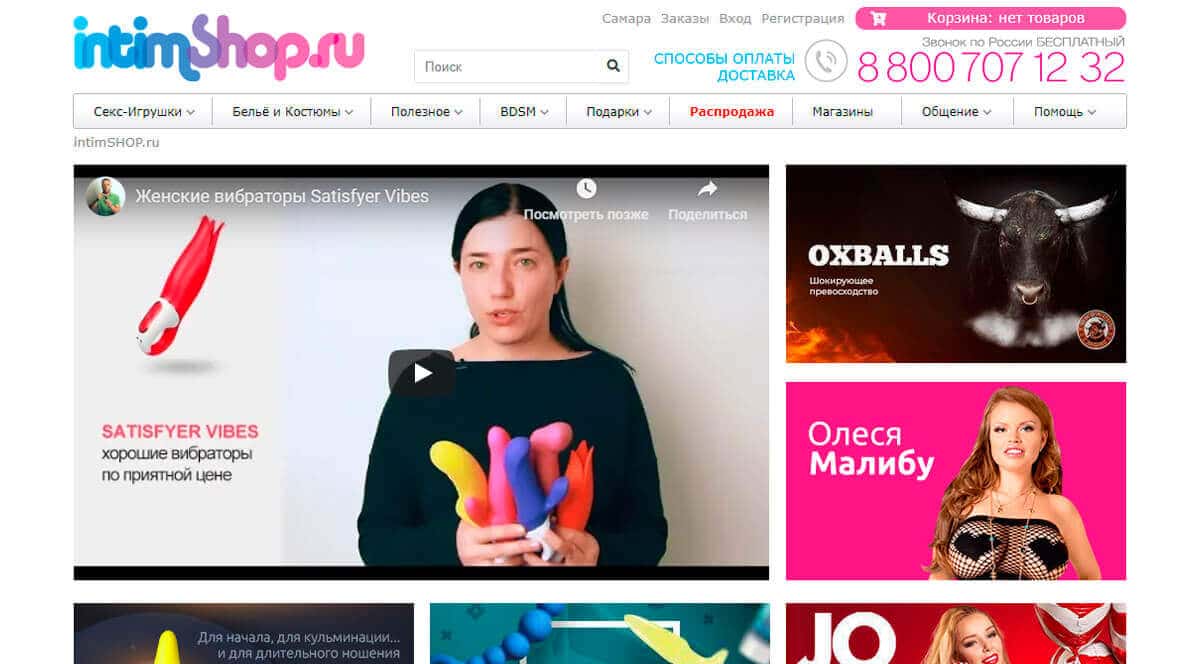 intimShop.ru
Самара Заказы Вход Регистрация
Корзина: нет товаров
Поиск
СПОСОБЫ ОПЛАТЫ
ДОСТАВКА
Звонок по России БЕСПЛАТНЫЙ
8 800 707 12 32
Секс-Игрушки Бельё и Костюмы Полезное BDSM Подарки Распродажа Магазины Общение Помощь
intimSHOP.ru
Женские вибраторы Satisfyer Vibes
Посмотреть позже Поделиться
SATISFYER VIBES
хорошие вибраторы
по приятной цене
OXBALLS
Шокирующее
превосходство
Олеся
Малибу
Для начала, для кульминации...
и для длительного ношения
JO